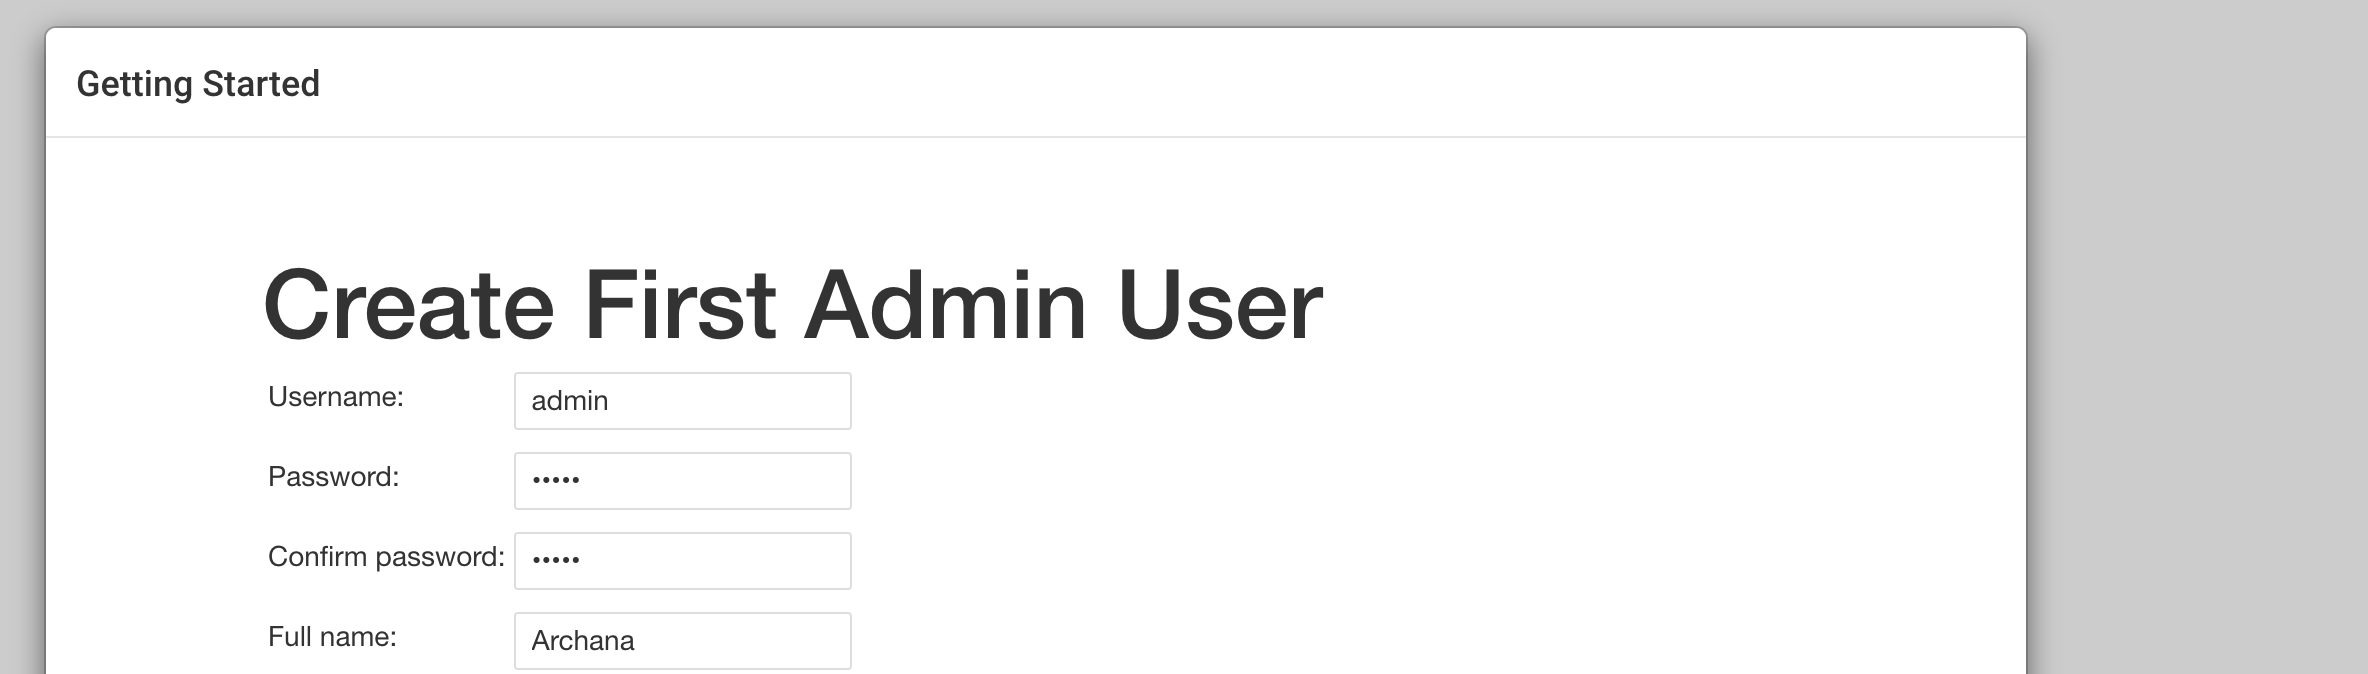 Getting Started
Create First Admin User
Username: admin
Password: •••••
Confirm password: •••••
Full name: Archana